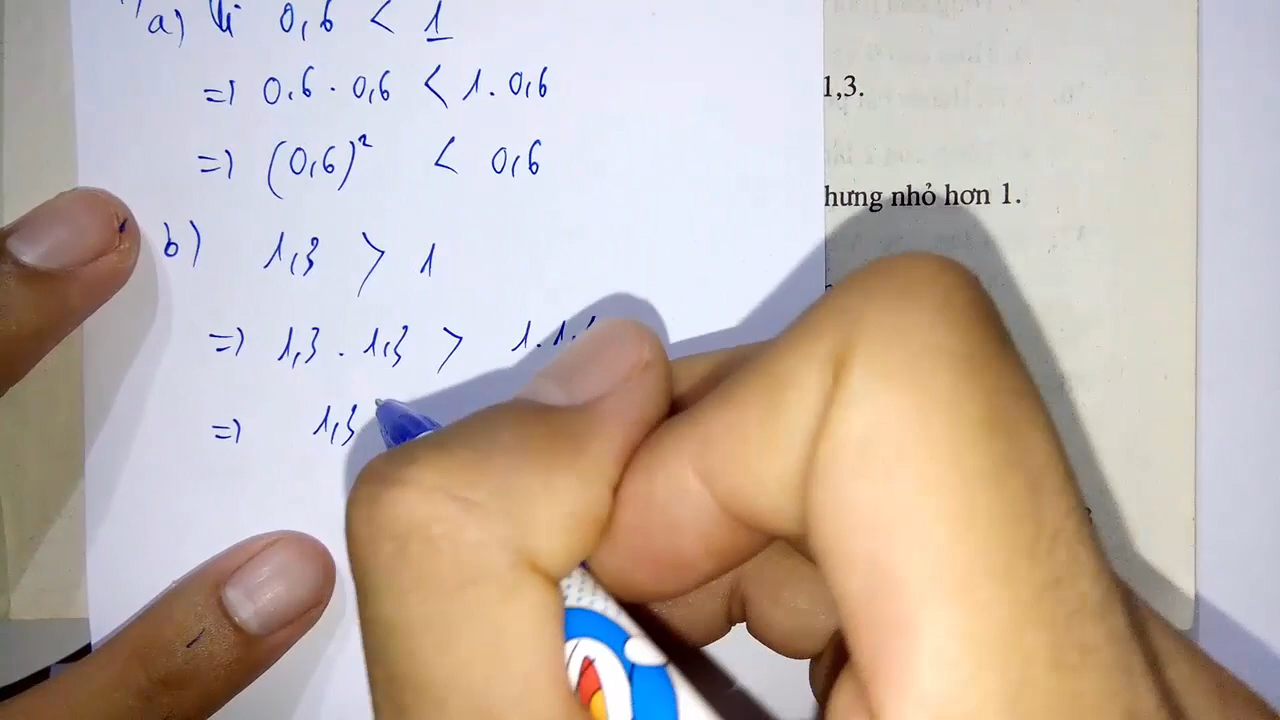 a) Vì 0,6 < 1
=> 0,6 . 0,6 < 1 . 0,6
=> (0,6)² < 0,6
b) 1,3 > 1
=> 1,3 . 1,3 > 1.1,
=> 1,3
1,3.
hưng nhỏ hơn 1.